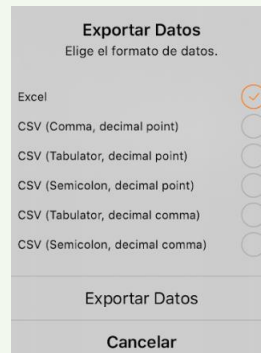 Exportar Datos
Elige el formato de datos.
Excel
CSV (Comma, decimal point)
CSV (Tabulator, decimal point)
CSV (Semicolon, decimal point)
CSV (Tabulator, decimal comma)
CSV (Semicolon, decimal comma)
Exportar Datos
Cancelar